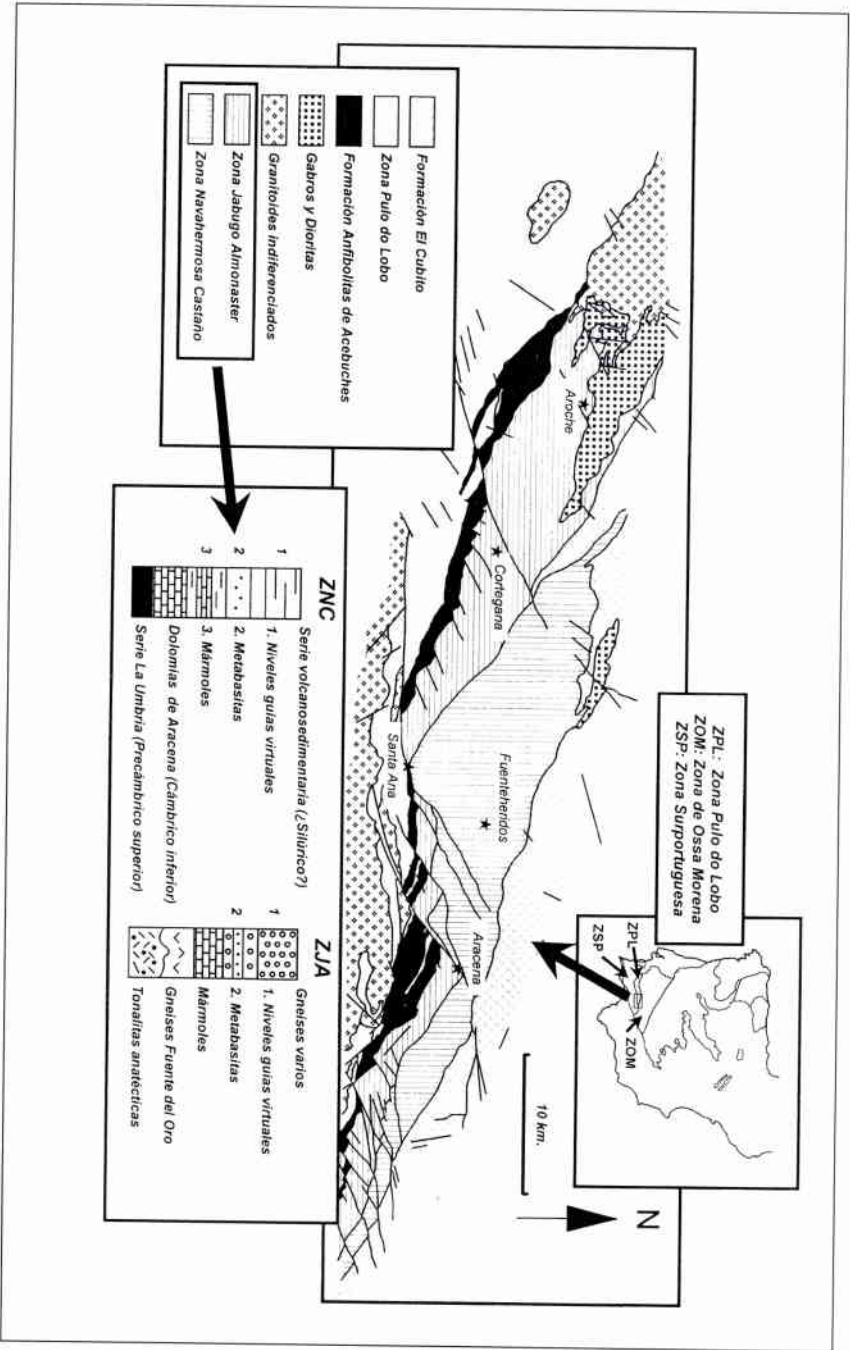 ZPL: Zona Pulo do Lobo
ZOM: Zona de Ossa Morena
ZSP: Zona Surportuguesa
ZPL
ZSP
ZOM
N
10 km.
Aroche
Cortegana
Fuenteheridos
Aracena
Santa Ana
Formación El Cubito
Zona Pulo do Lobo
Formación Anfibolitas de Acebuches
Gabros y Dioritas
Granitoides indiferenciados
Zona Jabugo Almonaster
Zona Navahermosa Castaño
ZNC
Serie volcanosedimentaria (¿Silúrico?)
1
1. Niveles guías virtuales
2
2. Metabasitas
3
3. Mármoles
Dolomias de Aracena (Cámbrico inferior)
Serie La Umbria (Precámbrico superior)
ZJA
Gneises varios
1
1. Niveles guías virtuales
2
2. Metabasitas
Mármoles
Gneises Fuente del Oro
Tonalitas anatécticas